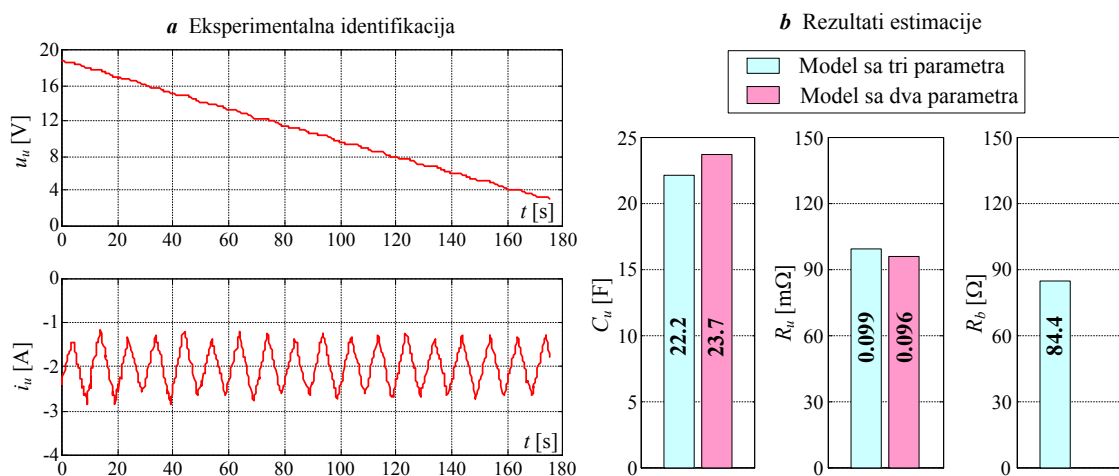 a Eksperimentalna identifikacija
20
16
12
8
4
0
u_u [V]
t [s]
0 20 40 60 80 100 120 140 160 180
0
-1
-2
-3
-4
i_u [A]
t [s]
0 20 40 60 80 100 120 140 160 180
b Rezultati estimacije
Model sa tri parametra
Model sa dva parametra
25
20
15
10
5
0
C_u [F]
22.2
23.7
150
120
90
60
30
0
R_u [mΩ]
0.099
0.096
150
120
90
60
30
0
R_b [Ω]
84.4